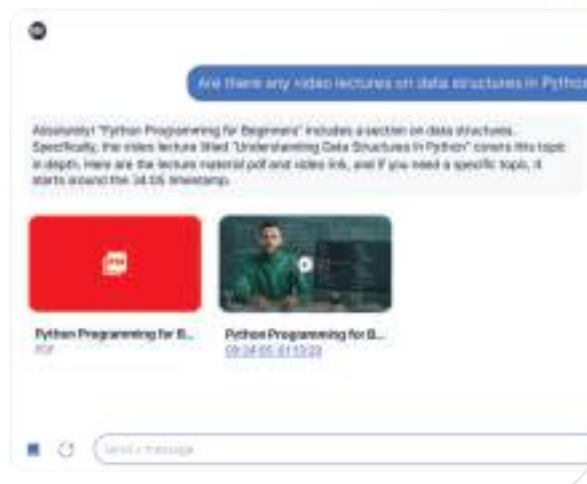 Are there any video lectures on data structures in Python
Absolutely! "Python Programming for Beginners" includes a section on data structures.
Specifically, the video lecture titled "Understanding Data Structures in Python" covers this topic
in depth. Here are the lecture material pdf and video link, and if you need a specific topic, it
starts around the 34:05 timestamp.
PDF
Python Programming for B...
PDF
Python Programming for B...
Send a message